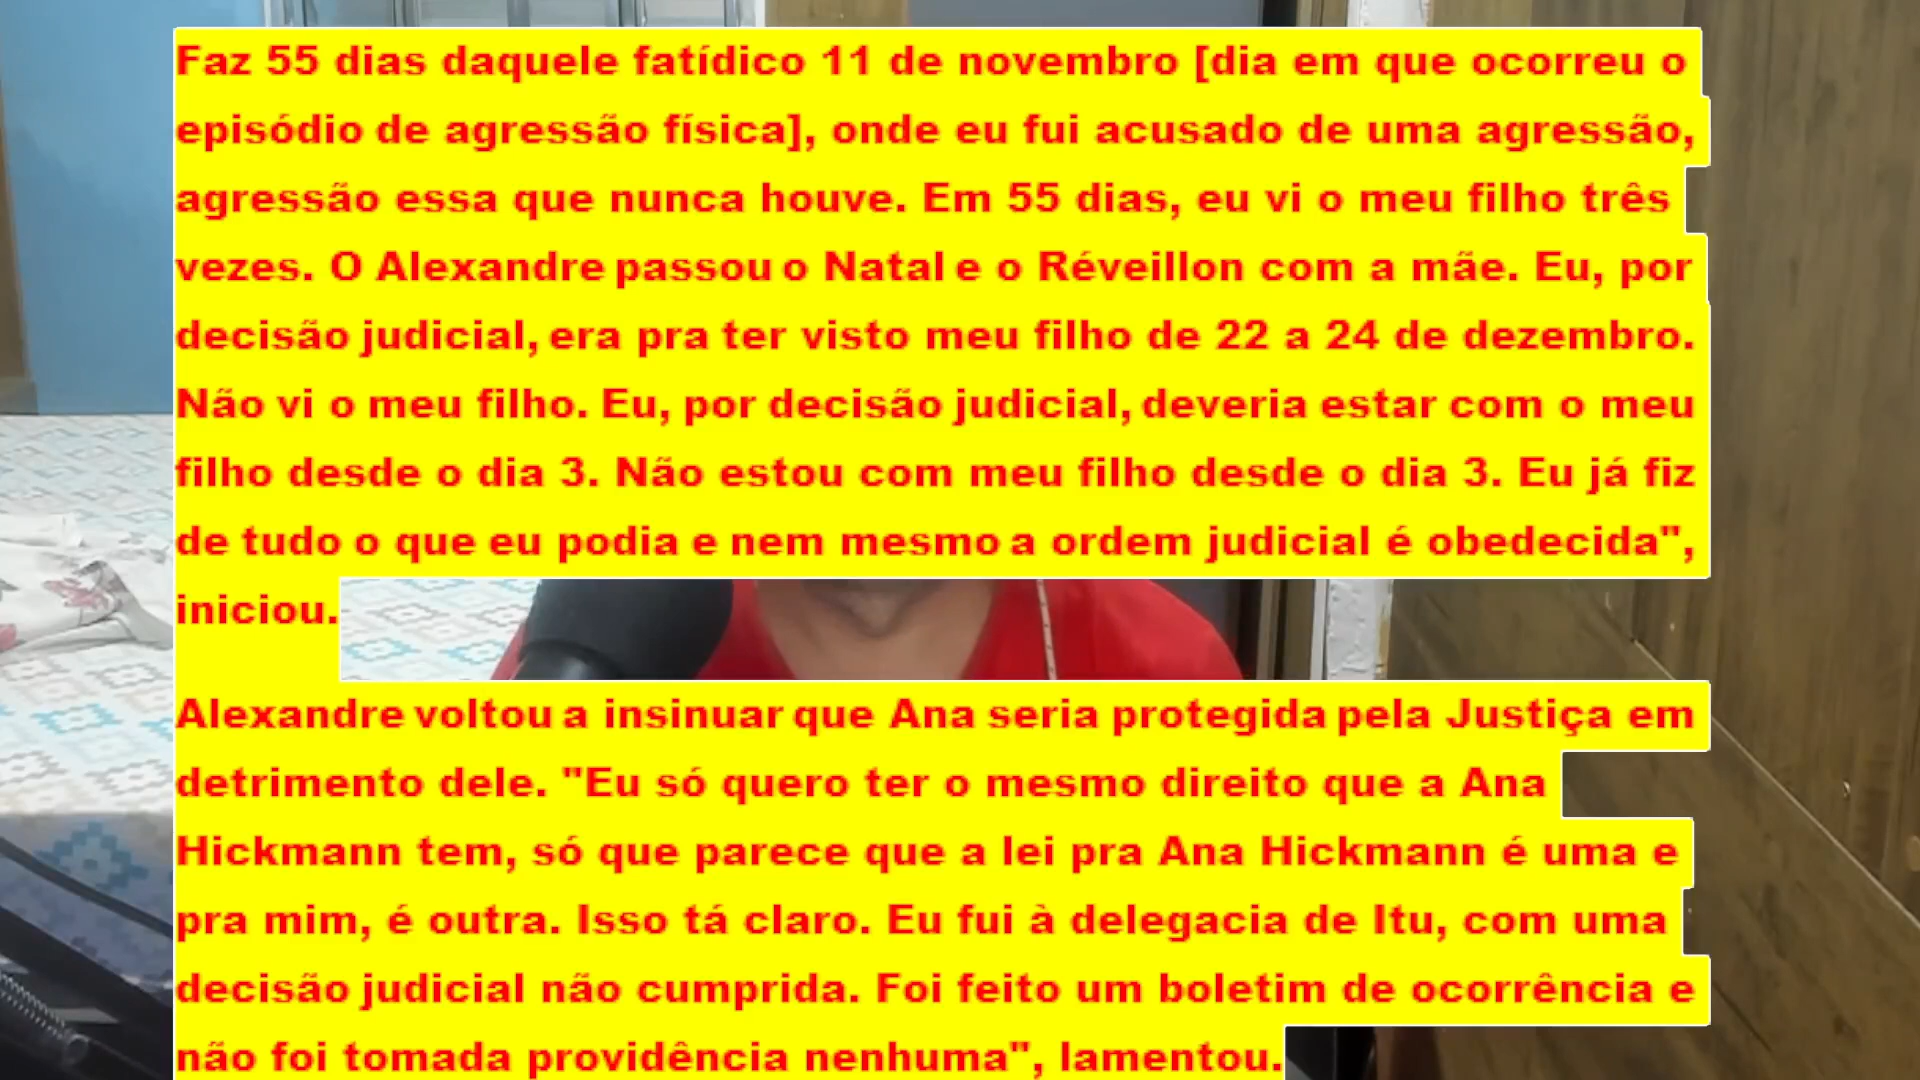 Faz 55 dias daquele fatídico 11 de novembro [dia em que ocorreu o
episódio de agressão física], onde eu fui acusado de uma agressão,
agressão essa que nunca houve. Em 55 dias, eu vi o meu filho três
vezes. O Alexandre passou o Natal e o Réveillon com a mãe. Eu, por
decisão judicial, era pra ter visto meu filho de 22 a 24 de dezembro.
Não vi o meu filho. Eu, por decisão judicial, deveria estar com o meu
filho desde o dia 3. Não estou com meu filho desde o dia 3. Eu já fiz
de tudo o que eu podia e nem mesmo a ordem judicial é obedecida",
iniciou.
Alexandre voltou a insinuar que Ana seria protegida pela Justiça em
detrimento dele. "Eu só quero ter o mesmo direito que a Ana
Hickmann tem, só que parece que a lei pra Ana Hickmann é uma e
pra mim, é outra. Isso tá claro. Eu fui à delegacia de Itu, com uma
decisão judicial não cumprida. Foi feito um boletim de ocorrência e
não foi tomada providência nenhuma", lamentou.